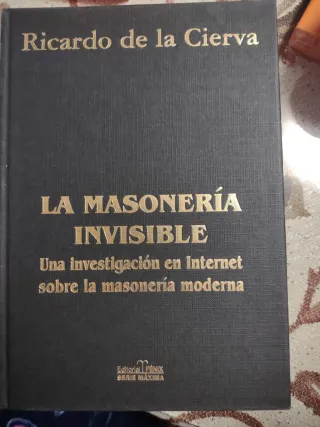 Ricardo de la Cierva
LA MASONERÍA
INVISIBLE
Una investigación en Internet
sobre la masonería moderna
Editorial FÉNIX
SERIE MÁXIMA